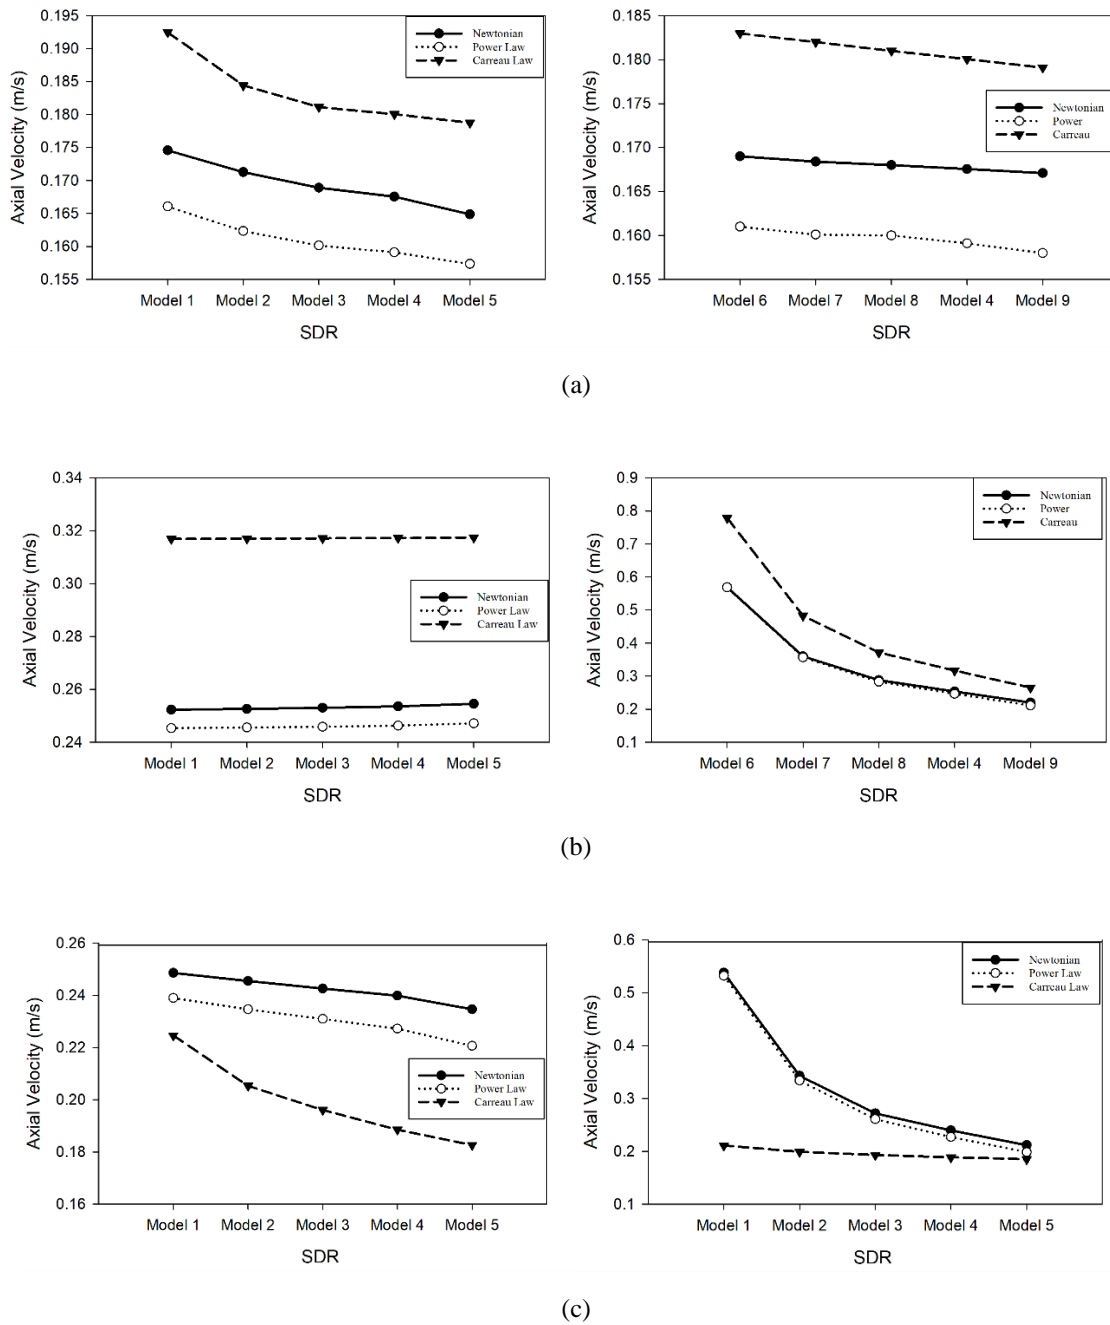 0.195
0.190
0.185
0.180
0.175
0.170
0.165
0.160
0.155
Axial Velocity (m/s)
Newtonian
Power Law
Carreau Law
Model 1 Model 2 Model 3 Model 4 Model 5
SDR
0.185
0.180
0.175
0.170
0.165
0.160
0.155
Axial Velocity (m/s)
Newtonian
Power
Carreau
Model 6 Model 7 Model 8 Model 4 Model 9
SDR
(a)
0.34
0.32
0.30
0.28
0.26
0.24
Axial Velocity (m/s)
Newtonian
Power Law
Carreau Law
Model 1 Model 2 Model 3 Model 4 Model 5
SDR
0.9
0.8
0.7
0.6
0.5
0.4
0.3
0.2
0.1
Axial Velocity (m/s)
Newtonian
Power
Carreau
Model 6 Model 7 Model 8 Model 4 Model 9
SDR
(b)
0.26
0.24
0.22
0.20
0.18
0.16
Axial Velocity (m/s)
Newtonian
Power Law
Carreau Law
Model 1 Model 2 Model 3 Model 4 Model 5
SDR
0.6
0.5
0.4
0.3
0.2
0.1
Axial Velocity (m/s)
Newtonian
Power Law
Carreau Law
Model 1 Model 2 Model 3 Model 4 Model 5
SDR
(c)